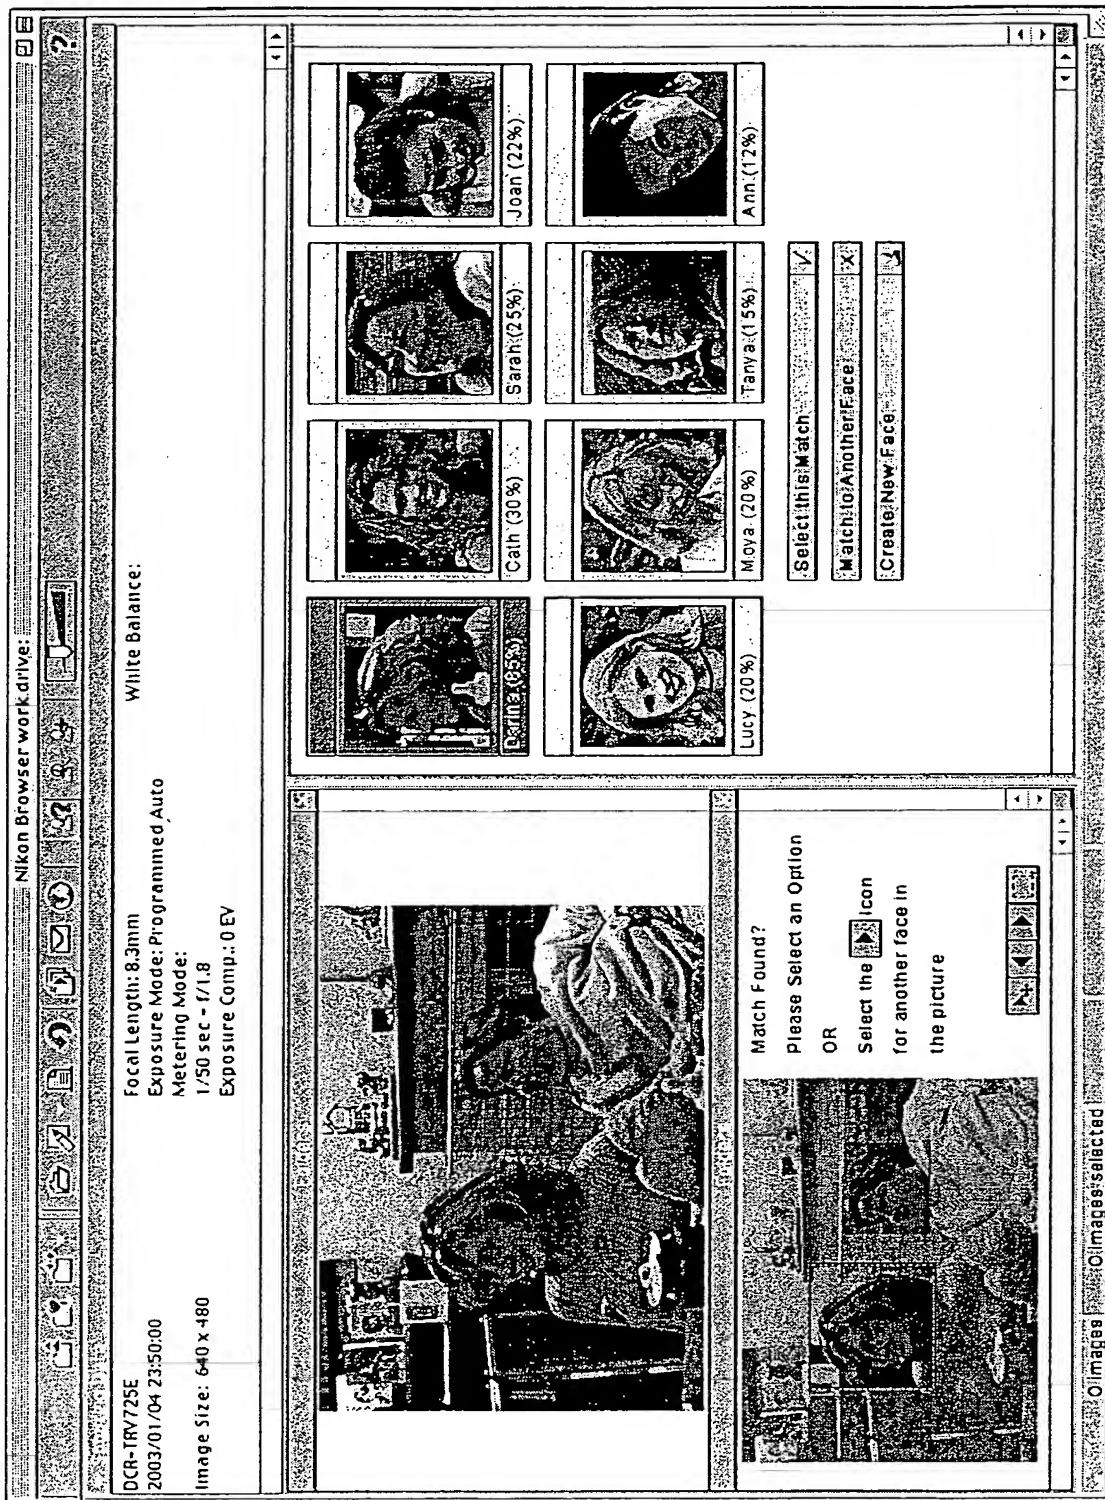 Nikon Browser work.drive:
?
DCR-TRV725E
2003/01/04 23:50:00
Image Size: 640 x 480
Focal Length: 8.3mm
Exposure Mode: Programmed Auto
Metering Mode:
1/50 sec - f/1.8
Exposure Comp.: 0 EV
White Balance:
Cath (30%)
Sarah (25%)
Joan (22%)
Lucy (20%)
Moya (20%)
Tanya (15%)
Ann (12%)
Select this Match
Match to Another Face
Create New Face
Match Found?
Please Select an Option
OR
Select the icon
for another face in
the picture
0 Images
0 Images selected